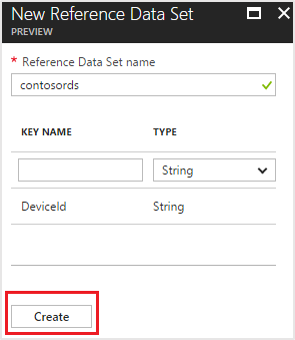 New Reference Data Set
PREVIEW
* Reference Data Set name
contosords
KEY NAME TYPE
String
DeviceId String
Create